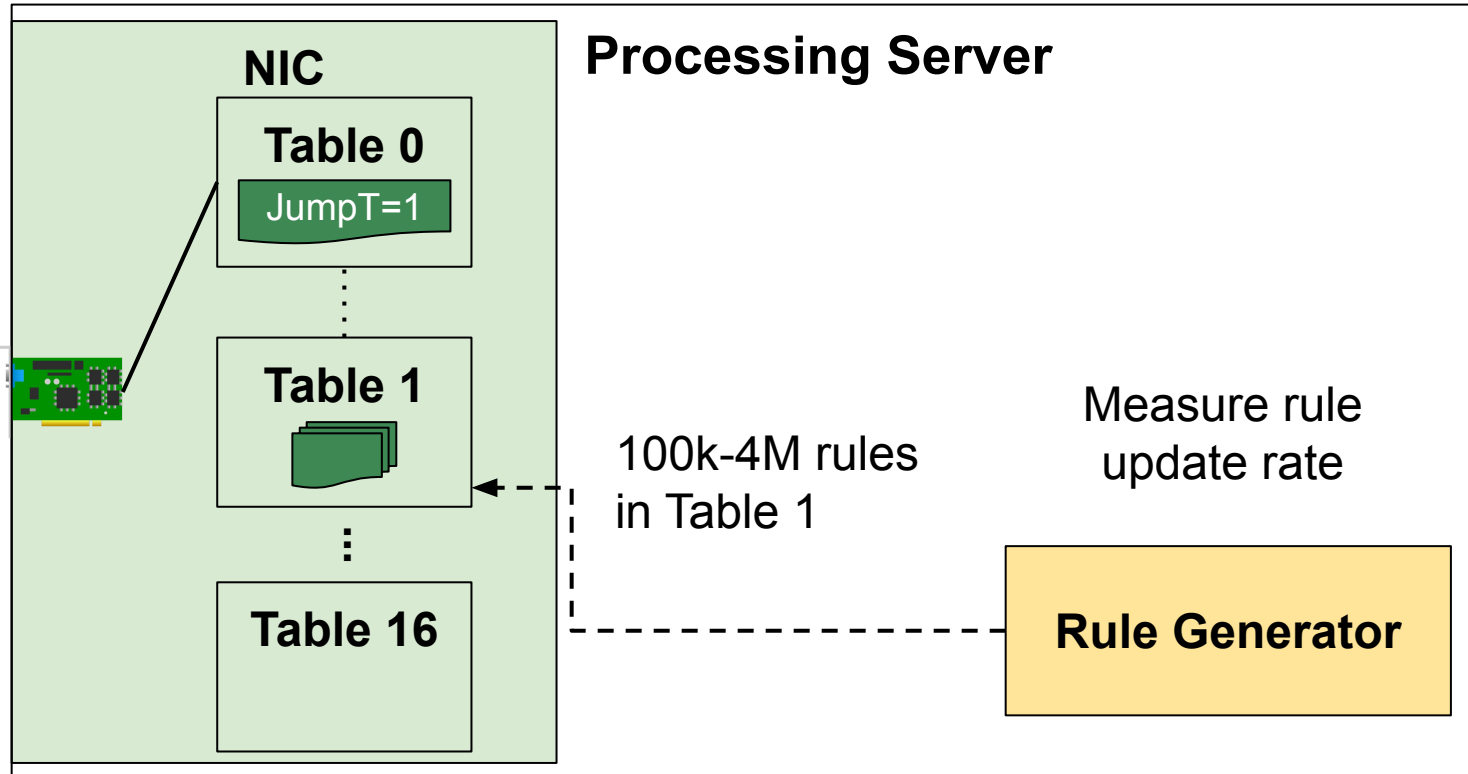 Processing Server
NIC
Table 0
JumpT=1
Table 1
100k-4M rules
in Table 1
Measure rule
update rate
Table 16
Rule Generator